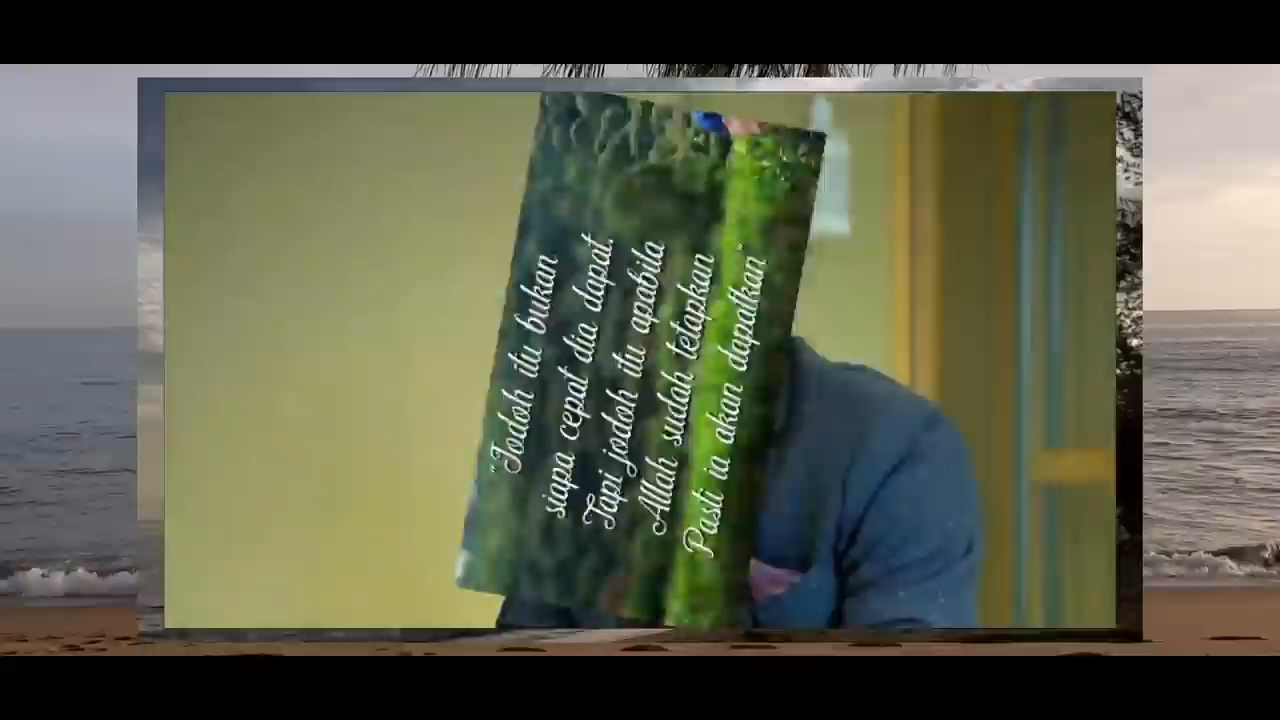 "Jodoh itu bukan
siapa cepat dia dapat.
Tapi jodoh itu apabila
Allah sudah tetapkan
Pasti ia akan dapatkan"